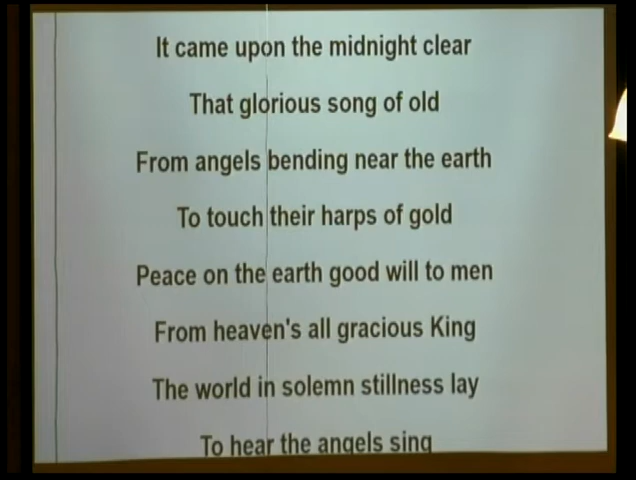 It came upon the midnight clear
That glorious song of old
From angels bending near the earth
To touch their harps of gold
Peace on the earth good will to men
From heaven's all gracious King
The world in solemn stillness lay
To hear the angels sing